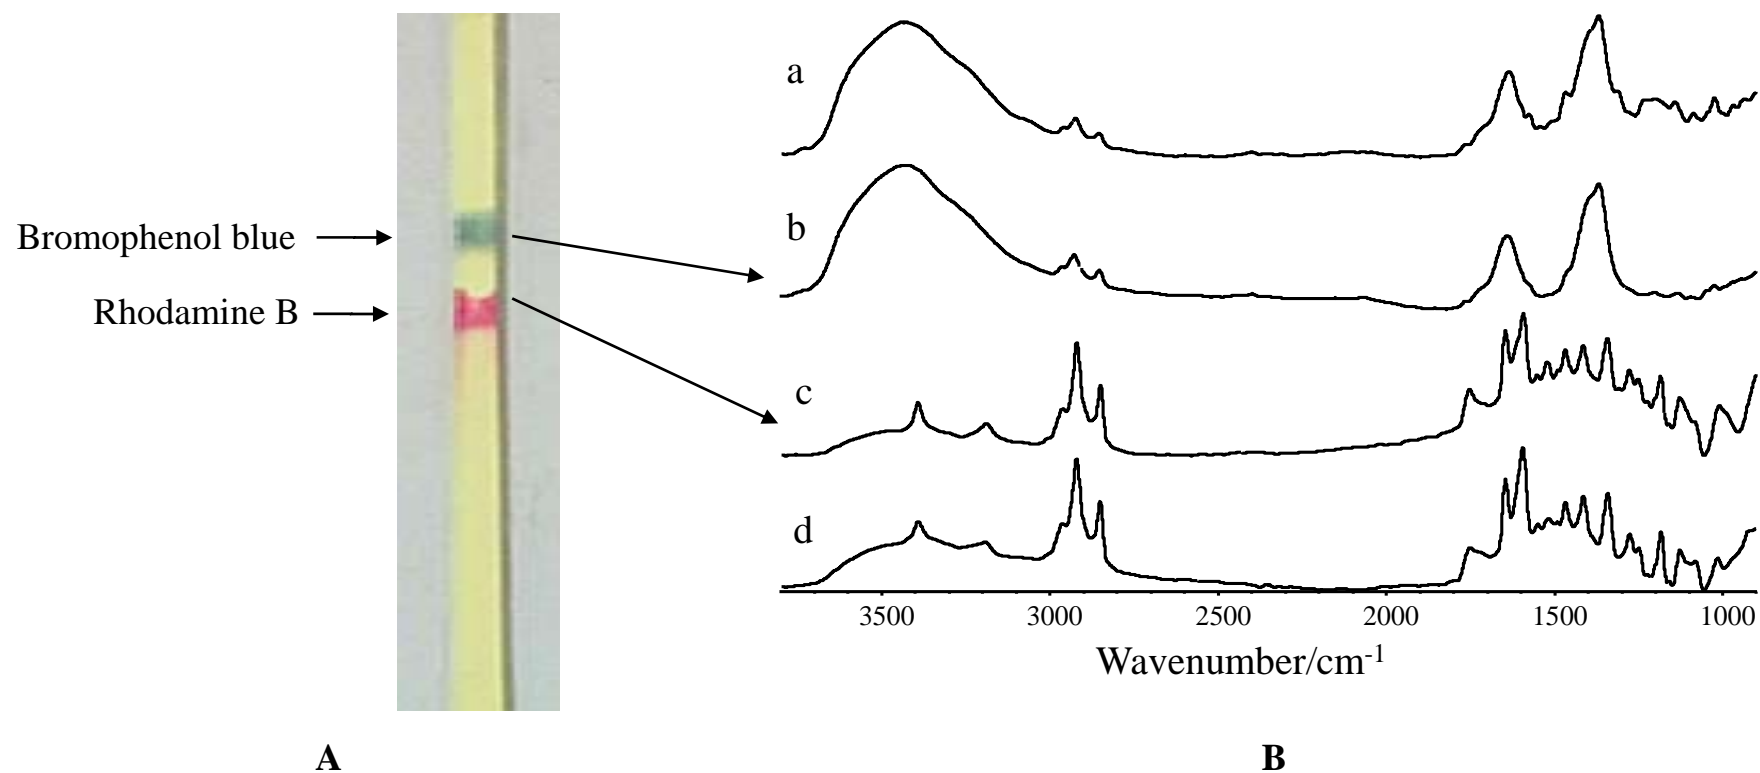 a
b
Bromophenol blue
Rhodamine B
c
d
3500 3000 2500 2000 1500 1000
Wavenumber/cm⁻¹
A B